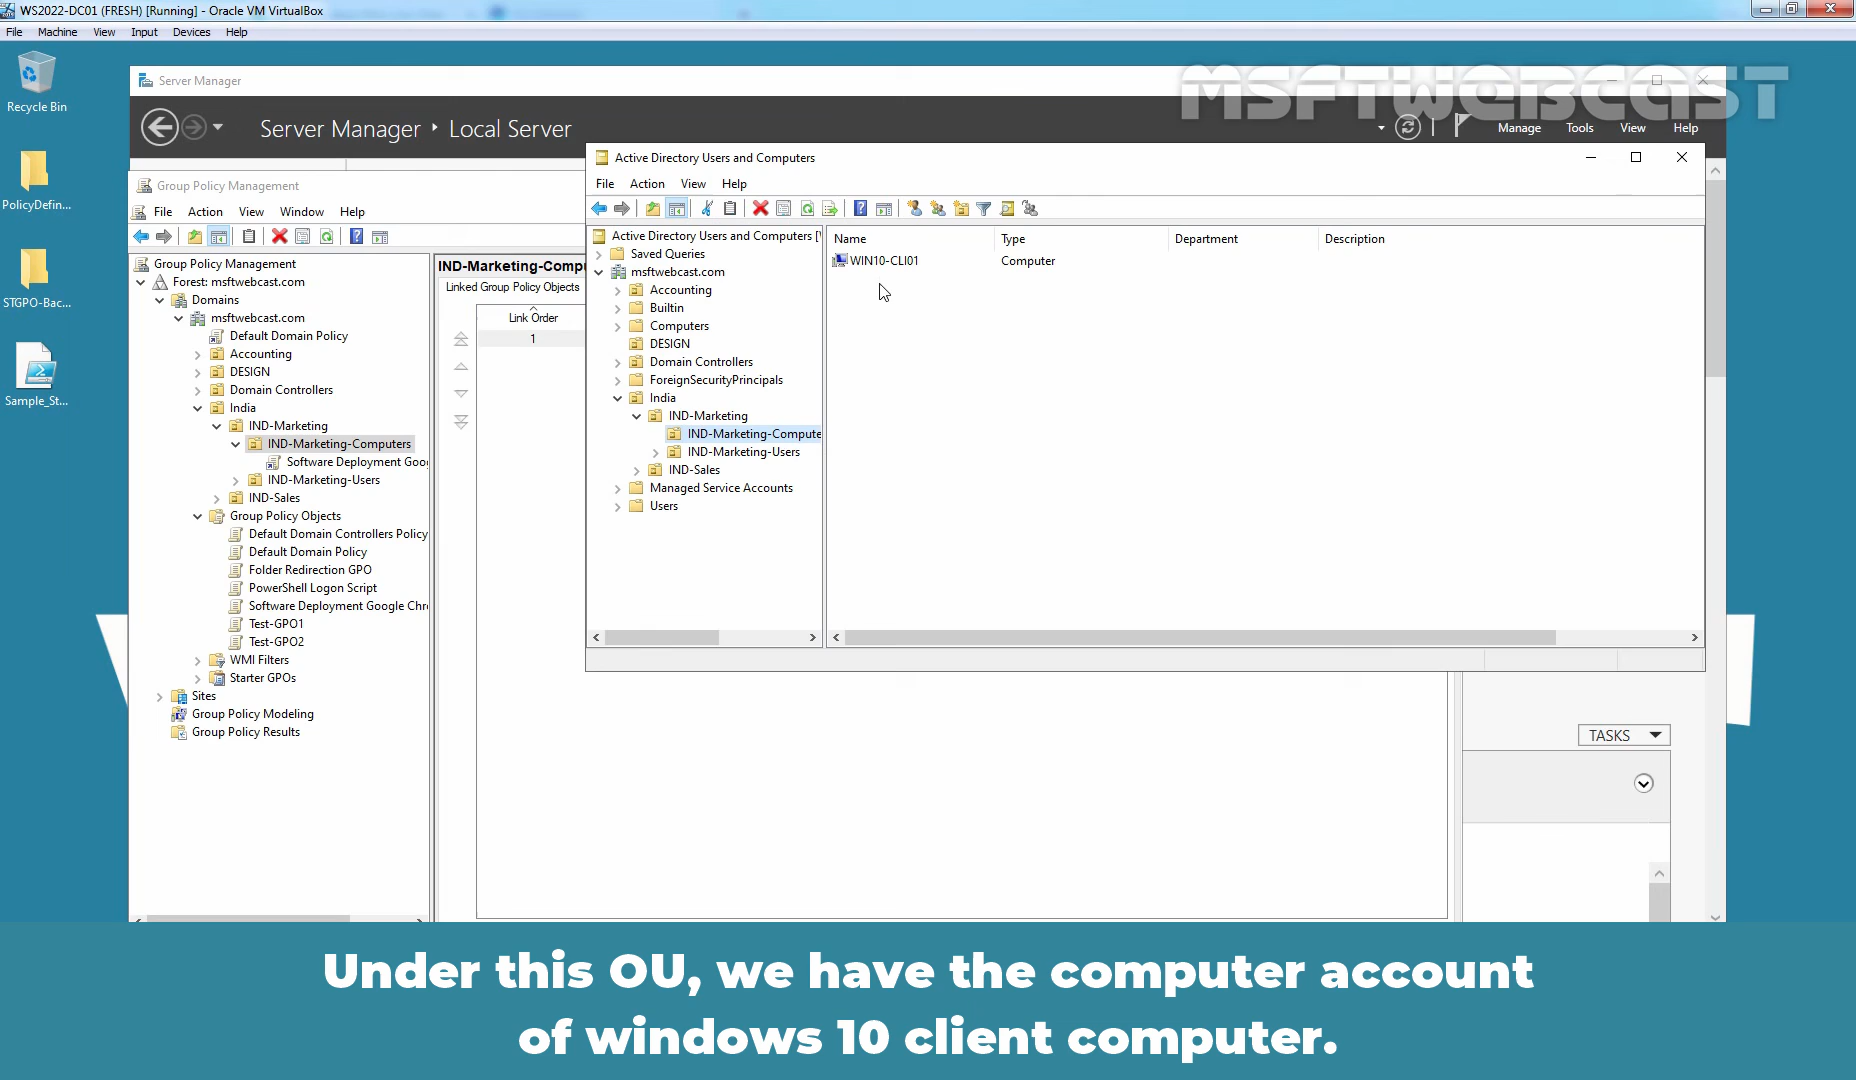 WS2022-DC01 (FRESH) [Running] - Oracle VM VirtualBox
File Machine View Input Devices Help
Recycle Bin
PolicyDefin...
STGPO-Bac...
Sample_St...
Server Manager
MSFTWEBCAST
Server Manager Local Server
Manage Tools View Help
Group Policy Management
File Action View Window Help
Group Policy Management
Forest: msftwebcast.com
Domains
msftwebcast.com
Default Domain Policy
Accounting
DESIGN
Domain Controllers
India
IND-Marketing
IND-Marketing-Computers
Software Deployment Goo
IND-Marketing-Users
IND-Sales
Group Policy Objects
Default Domain Controllers Policy
Default Domain Policy
Folder Redirection GPO
PowerShell Logon Script
Software Deployment Google Chr
Test-GPO1
Test-GPO2
WMI Filters
Starter GPOs
Sites
Group Policy Modeling
Group Policy Results
IND-Marketing-Compu
Linked Group Policy Objects
Link Order
1
Active Directory Users and Computers
File Action View Help
Active Directory Users and Computers [
Saved Queries
msftwebcast.com
Accounting
Builtin
Computers
DESIGN
Domain Controllers
ForeignSecurityPrincipals
India
IND-Marketing
IND-Marketing-Compute
IND-Marketing-Users
IND-Sales
Managed Service Accounts
Users
Name Type Department Description
WIN10-CLI01 Computer
TASKS
Under this OU, we have the computer account
of windows 10 client computer.